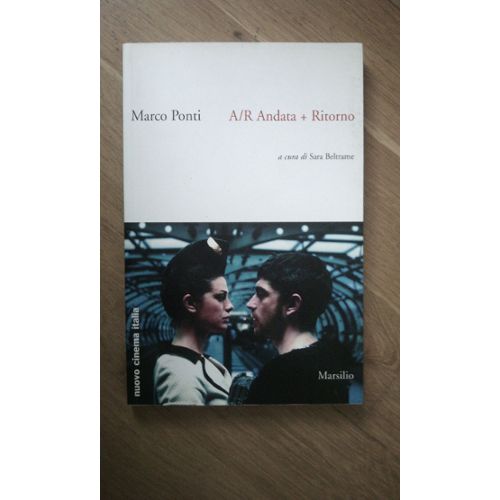 Marco Ponti A/R Andata + Ritorno
a cura di Sara Beltrame
nuovo cinema italia
Marsilio